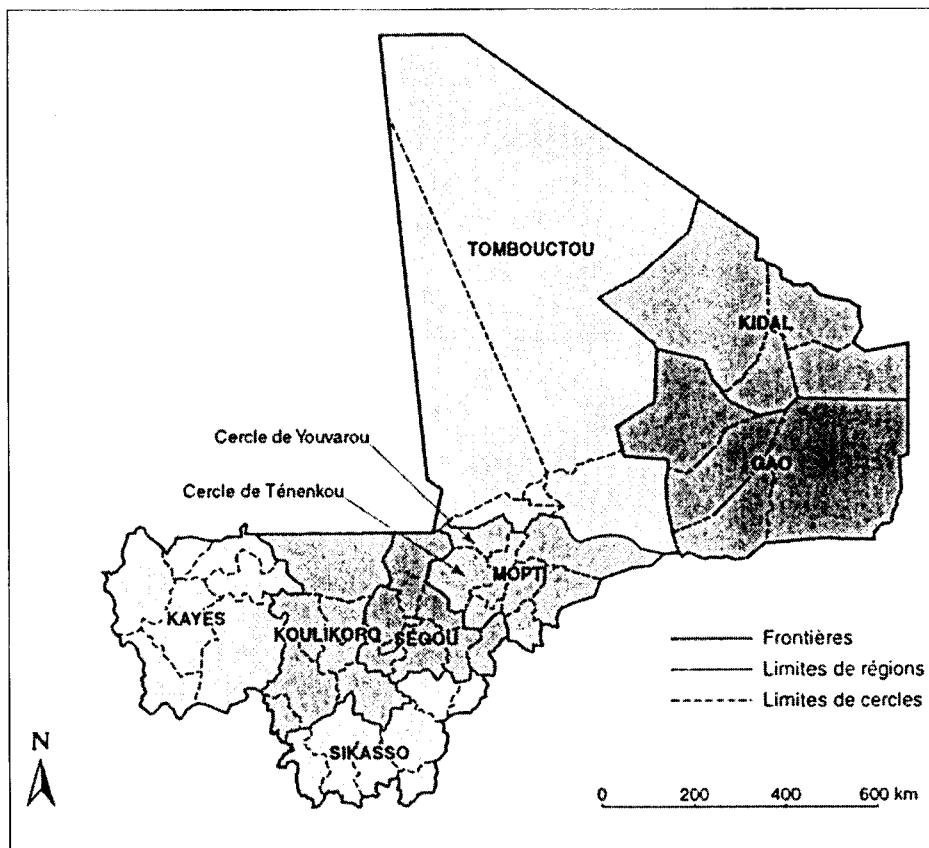 TOMBOUCTOU
KIDAL
Cercle de Youvarou
GAO
Cercle de Ténenkou
MOPTI
KAYES
KOULIKORO
SÉGOU
Frontières
Limites de régions
Limites de cercles
SIKASSO
N
0 200 400 600 km